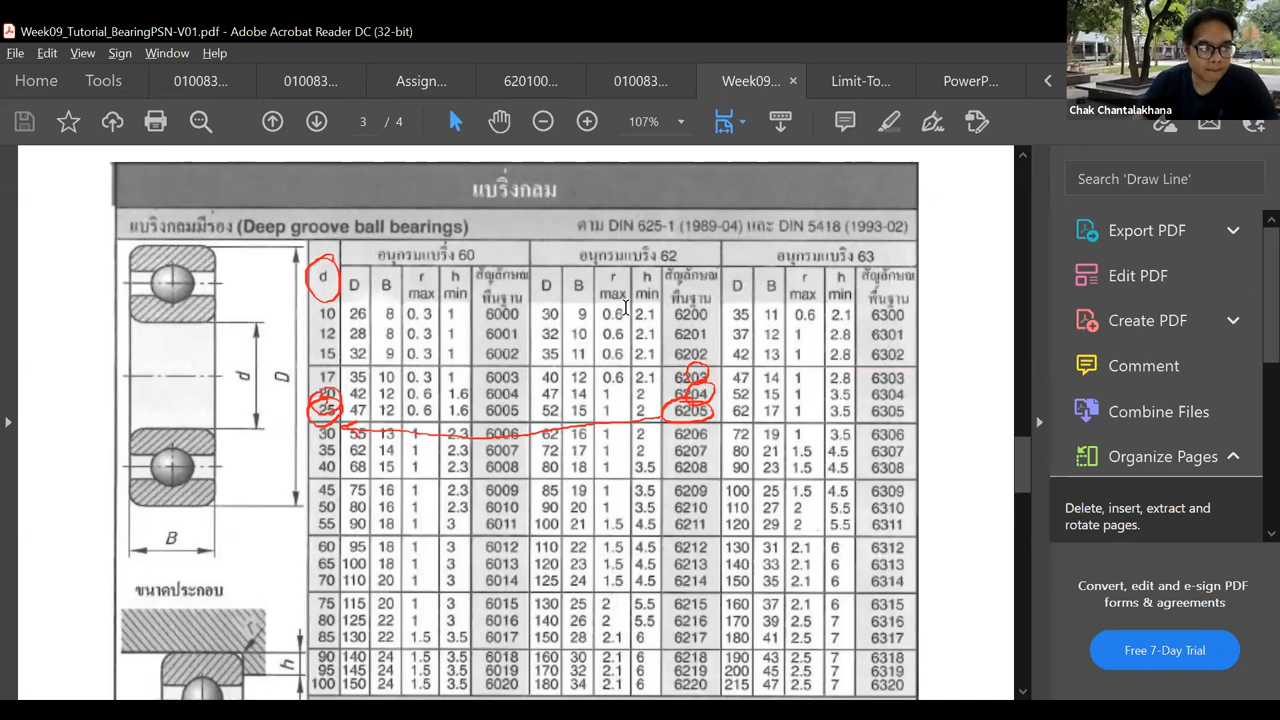 Week09_Tutorial_BearingPSN-V01.pdf - Adobe Acrobat Reader DC (32-bit)
File Edit View Sign Window Help
Home Tools 010083... 010083... Assign... 620100... 010083... Week09... × Limit-To... PowerP...
3 / 4 107%
Chak Chantalakhana
Search 'Draw Line'
Export PDF
Edit PDF
Create PDF
Comment
Combine Files
Organize Pages
Delete, insert, extract and
rotate pages.
Convert, edit and e-sign PDF
forms & agreements
Free 7-Day Trial
แบริ่งกลม
แบริ่งกลมมีร่อง (Deep groove ball bearings) ตาม DIN 625-1 (1989-04) และ DIN 5418 (1993-02)
d D B
ขนาดประกอบ
h
อนุกรมแบริ่ง 60 อนุกรมแบริ่ง 62 อนุกรมแบริ่ง 63
d D B r max h min สัญลักษณ์พื้นฐาน D B r max h min สัญลักษณ์พื้นฐาน D B r max h min สัญลักษณ์พื้นฐาน
10 26 8 0.3 1 6000 30 9 0.6 2.1 6200 35 11 0.6 2.1 6300
12 28 8 0.3 1 6001 32 10 0.6 2.1 6201 37 12 1 2.8 6301
15 32 9 0.3 1 6002 35 11 0.6 2.1 6202 42 13 1 2.8 6302
17 35 10 0.3 1 6003 40 12 0.6 2.1 6203 47 14 1 2.8 6303
20 42 12 0.6 1.6 6004 47 14 1 2 6204 52 15 1 3.5 6304
25 47 12 0.6 1.6 6005 52 15 1 2 6205 62 17 1 3.5 6305
30 55 13 1 2.3 6006 62 16 1 2 6206 72 19 1 3.5 6306
35 62 14 1 2.3 6007 72 17 1 2 6207 80 21 1.5 4.5 6307
40 68 15 1 2.3 6008 80 18 1 3.5 6208 90 23 1.5 4.5 6308
45 75 16 1 2.3 6009 85 19 1 3.5 6209 100 25 1.5 4.5 6309
50 80 16 1 2.3 6010 90 20 1 3.5 6210 110 27 2 5.5 6310
55 90 18 1 3 6011 100 21 1.5 4.5 6211 120 29 2 5.5 6311
60 95 18 1 3 6012 110 22 1.5 4.5 6212 130 31 2.1 6 6312
65 100 18 1 3 6013 120 23 1.5 4.5 6213 140 33 2.1 6 6313
70 110 20 1 3 6014 125 24 1.5 4.5 6214 150 35 2.1 6 6314
75 115 20 1 3 6015 130 25 2 5.5 6215 160 37 2.1 6 6315
80 125 22 1 3 6016 140 26 2 5.5 6216 170 39 2.5 7 6316
85 130 22 1.5 3.5 6017 150 28 2.1 6 6217 180 41 2.5 7 6317
90 140 24 1.5 3.5 6018 160 30 2.1 6 6218 190 43 2.5 7 6318
95 145 24 1.5 3.5 6019 170 32 2.1 6 6219 200 45 2.5 7 6319
100 150 24 1.5 3.5 6020 180 34 2.1 6 6220 215 47 2.5 7 6320